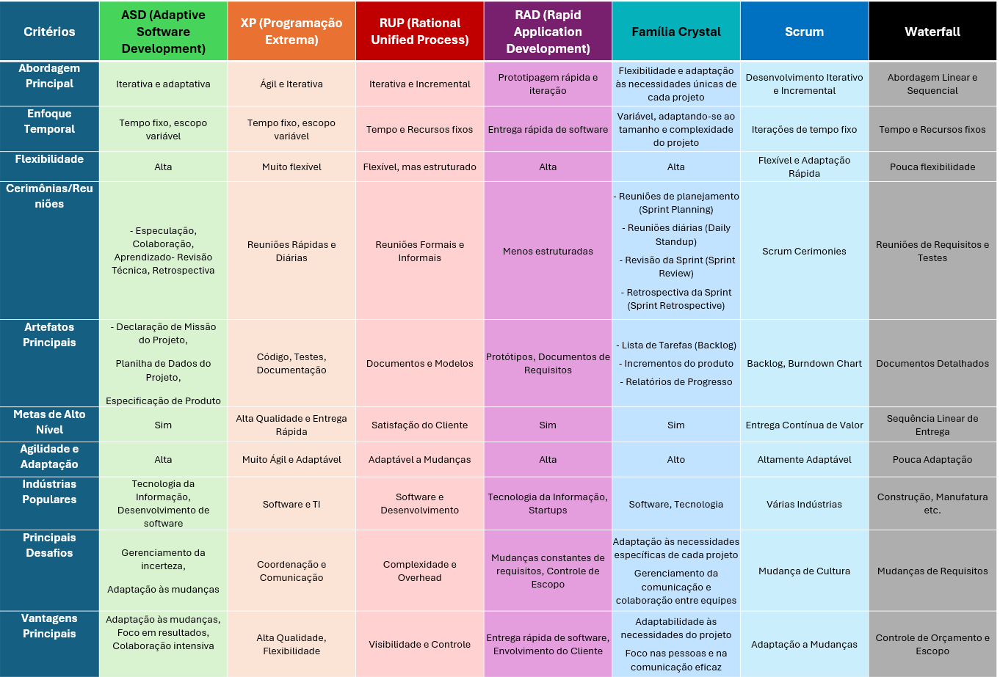 Critérios
ASD (Adaptive
Software
Development)
XP (Programação
Extrema)
RUP (Rational
Unified Process)
RAD (Rapid
Application
Development)
Família Crystal
Scrum
Waterfall
Abordagem
Principal
Iterativa e adaptativa
Ágil e Iterativa
Iterativa e Incremental
Prototipagem rápida e
iteração
Flexibilidade e adaptação
às necessidades únicas de
cada projeto
Desenvolvimento Iterativo
e Incremental
Abordagem Linear e
Sequencial
Enfoque
Temporal
Tempo fixo, escopo
variável
Tempo fixo, escopo
variável
Tempo e Recursos fixos
Entrega rápida de software
Variável, adaptando-se ao
tamanho e complexidade
do projeto
Iterações de tempo fixo
Tempo e Recursos fixos
Flexibilidade
Alta
Muito flexível
Flexível, mas estruturado
Alta
Alta
Flexível e Adaptação
Rápida
Pouca flexibilidade
Cerimônias/Reu
niões
- Especulação,
Colaboração,
Aprendizado- Revisão
Técnica, Retrospectiva
Reuniões Rápidas e
Diárias
Reuniões Formais e
Informais
Menos estruturadas
- Reuniões de planejamento
(Sprint Planning)
- Reuniões diárias (Daily
Standup)
- Revisão da Sprint (Sprint
Review)
- Retrospectiva da Sprint
(Sprint Retrospective)
Scrum Cerimonies
Reuniões de Requisitos e
Testes
Artefatos
Principais
- Declaração de Missão
do Projeto,
Planilha de Dados do
Projeto,
Especificação de Produto
Código, Testes,
Documentação
Documentos e Modelos
Protótipos, Documentos de
Requisitos
- Lista de Tarefas (Backlog)
- Incrementos do produto
- Relatórios de Progresso
Backlog, Burndown Chart
Documentos Detalhados
Metas de Alto
Nível
Sim
Alta Qualidade e Entrega
Rápida
Satisfação do Cliente
Sim
Sim
Entrega Contínua de Valor
Sequência Linear de
Entrega
Agilidade e
Adaptação
Alta
Muito Ágil e Adaptável
Adaptável a Mudanças
Alta
Alto
Altamente Adaptável
Pouca Adaptação
Indústrias
Populares
Tecnologia da
Informação,
Desenvolvimento de
software
Software e TI
Software e
Desenvolvimento
Tecnologia da Informação,
Startups
Software, Tecnologia
Várias Indústrias
Construção, Manufatura
etc.
Principais
Desafios
Gerenciamento da
incerteza,
Adaptação às mudanças
Coordenação e
Comunicação
Complexidade e
Overhead
Mudanças constantes de
requisitos, Controle de
Escopo
Adaptação às necessidades
específicas de cada projeto
Gerenciamento da
comunicação e
colaboração entre equipes
Mudança de Cultura
Mudanças de Requisitos
Vantagens
Principais
Adaptação às mudanças,
Foco em resultados,
Colaboração intensiva
Alta Qualidade,
Flexibilidade
Visibilidade e Controle
Entrega rápida de software,
Envolvimento do Cliente
Adaptabilidade às
necessidades do projeto
Foco nas pessoas e na
comunicação eficaz
Adaptação a Mudanças
Controle de Orçamento e
Escopo